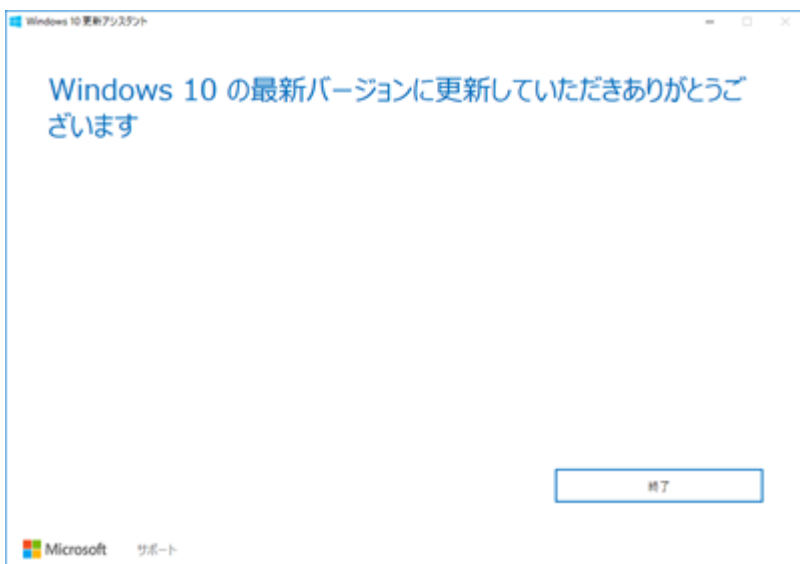 Windows 10 更新アシスタント
Windows 10 の最新バージョンに更新していただきありがとうご
ざいます
終了
Microsoft サポート